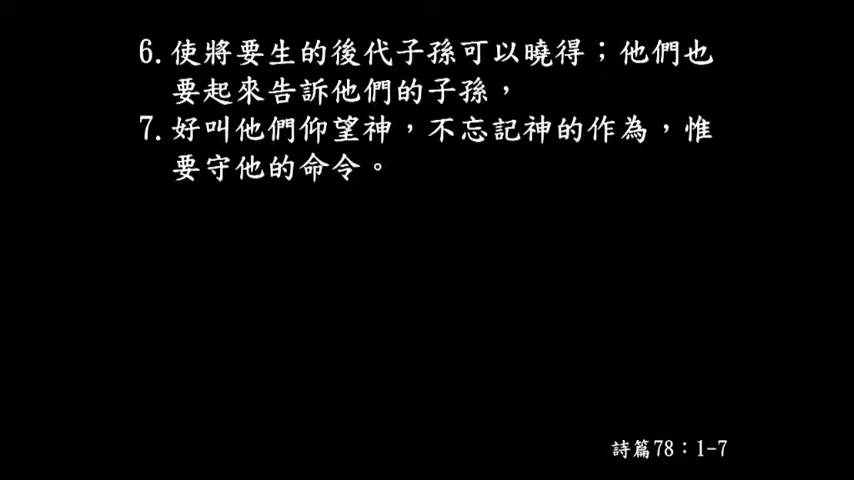 6. 使將要生的後代子孫可以曉得；他們也
要起來告訴他們的子孫，
7. 好叫他們仰望神，不忘記神的作為，惟
要守他的命令。
詩篇78：1-7